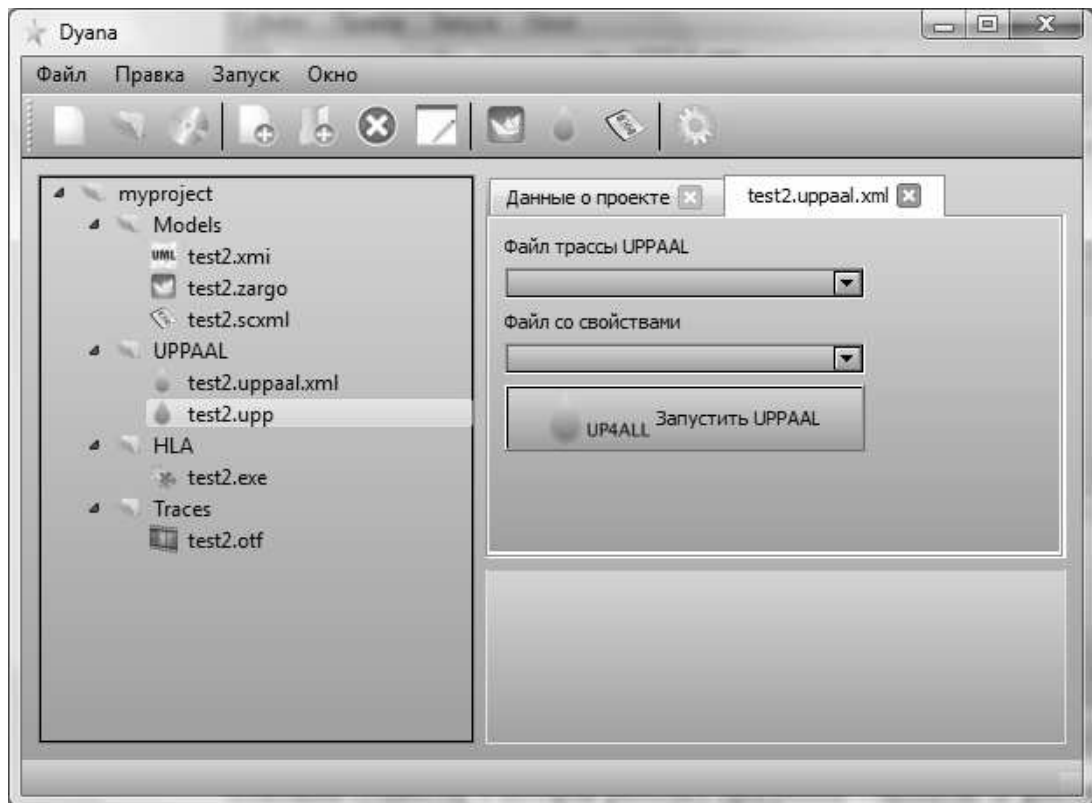 Dyana
Файл Правка Запуск Окно
myproject
Models
UML test2.xmi
test2.zargo
test2.scxml
UPPAAL
test2.uppaal.xml
test2.upp
HLA
test2.exe
Traces
test2.otf
Данные о проекте test2.uppaal.xml
Файл трассы UPPAAL
Файл со свойствами
UP4ALL Запустить UPPAAL